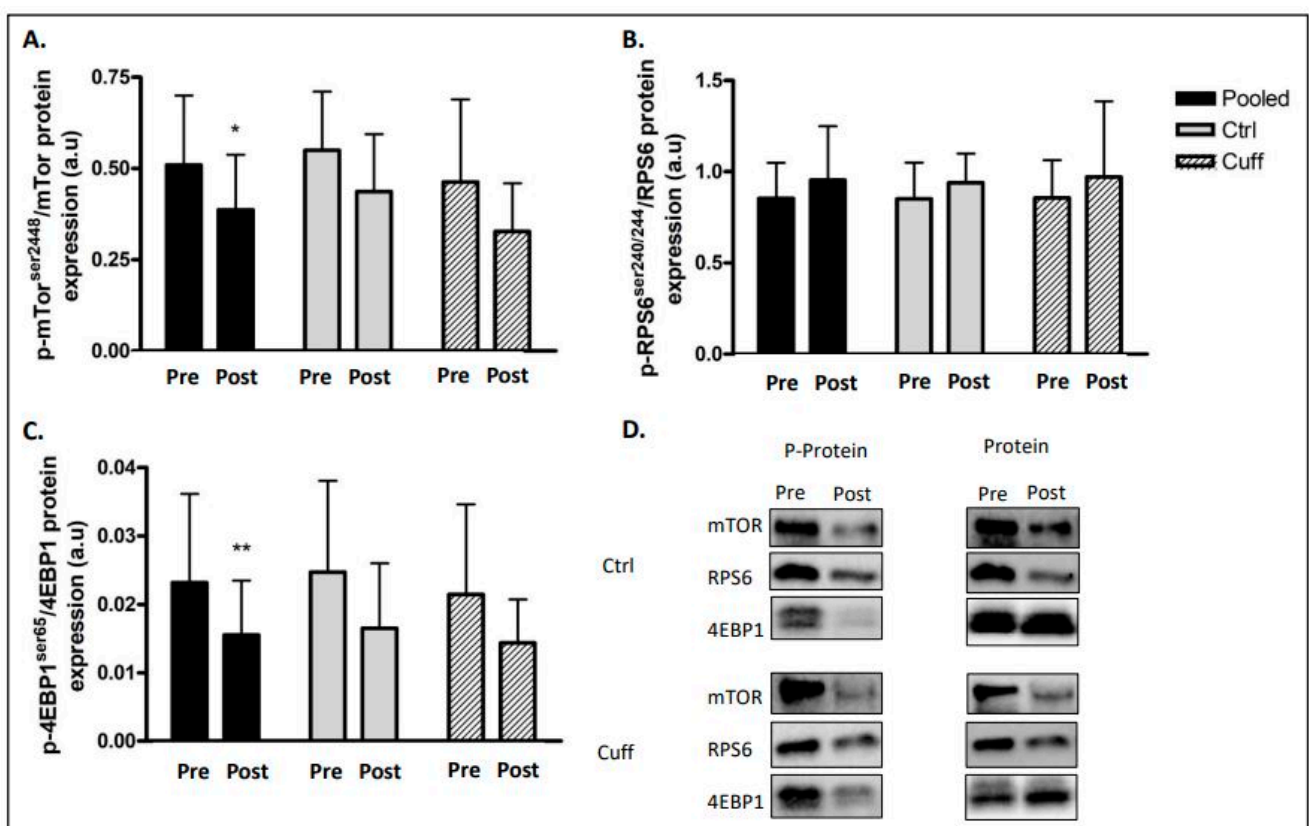 A.
p-mTor^ser2448/mTor protein
expression (a.u)
0.75
0.50
0.25
0.00
*
Pre Post Pre Post Pre Post
B.
p-RPS6^ser240/244/RPS6 protein
expression (a.u)
1.5
1.0
0.5
0.0
Pre Post Pre Post Pre Post
Pooled
Ctrl
Cuff
C.
p-4EBP1^ser65/4EBP1 protein
expression (a.u)
0.04
0.03
0.02
0.01
0.00
**
Pre Post Pre Post Pre Post
D.
P-Protein Protein
Pre Post Pre Post
Ctrl
mTOR
RPS6
4EBP1
Cuff
mTOR
RPS6
4EBP1